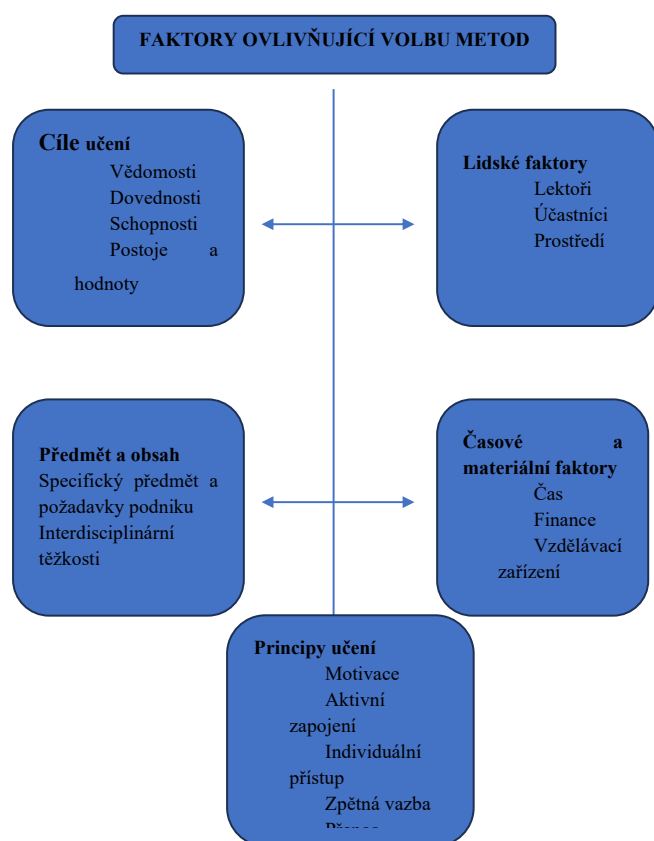 FAKTORY OVLIVŇUJÍCÍ VOLBU METOD
Cíle učení
Vědomosti
Dovednosti
Schopnosti
Postoje a
hodnoty
Lidské faktory
Lektoři
Účastníci
Prostředí
Předmět a obsah
Specifický předmět a
požadavky podniku
Interdisciplinární
těžkosti
Časové a
materiální faktory
Čas
Finance
Vzdělávací
zařízení
Principy učení
Motivace
Aktivní
zapojení
Individuální
přístup
Zpětná vazba